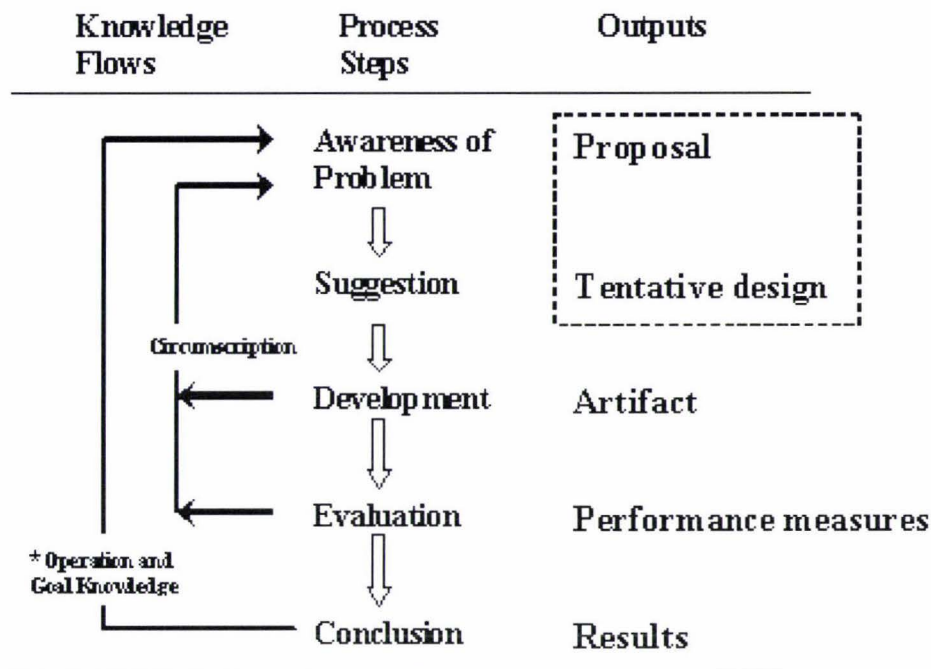 Knowledge Flows
Process Steps
Outputs
Awareness of Problem
Proposal
Suggestion
Tentative design
Circumscription
Development
Artifact
Evaluation
Performance measures
* Operation and
Goal Knowledge
Conclusion
Results